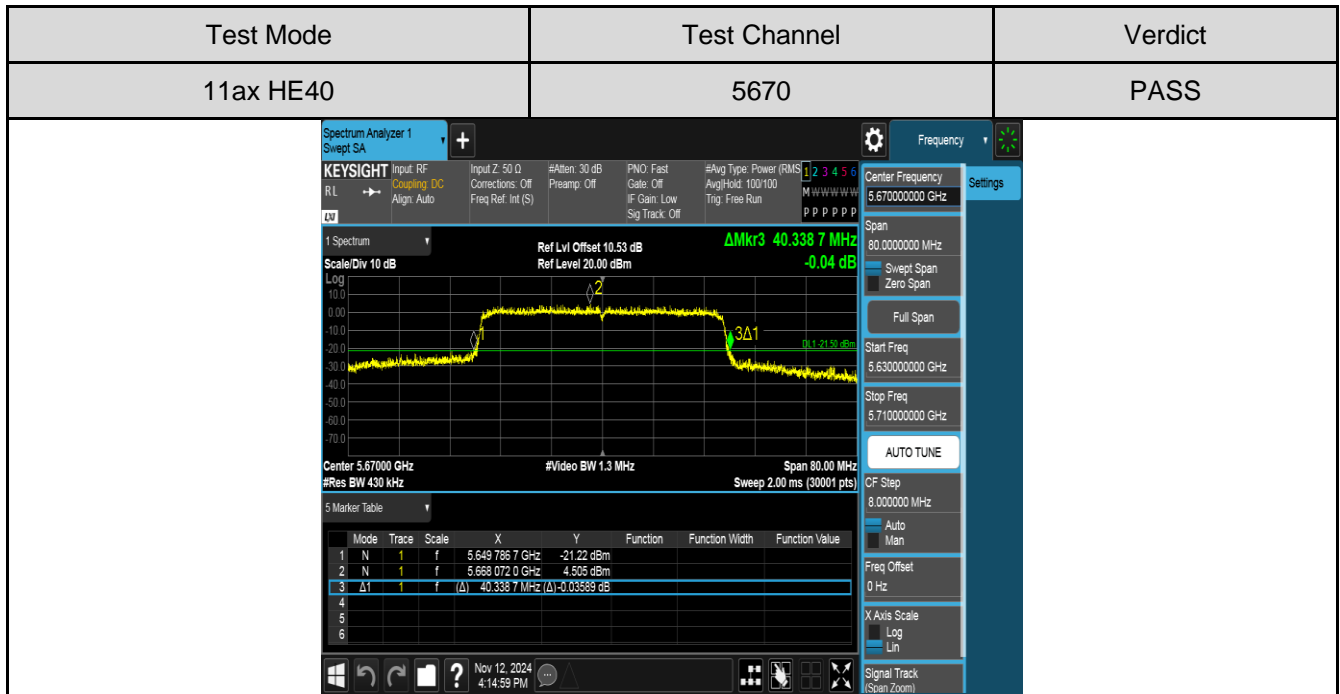 Test Mode Test Channel Verdict
11ax HE40 5670 PASS
Spectrum Analyzer 1
Swept SA
+
Frequency
KEYSIGHT Input: RF Input Z: 50 Ω #Atten: 30 dB PNO: Fast #Avg Type: Power (RMS 1 2 3 4 5 6
RL Coupling: DC Corrections: Off Preamp: Off Gate: Off Avg|Hold: 100/100 M W W W W W
Align: Auto Freq Ref: Int (S) IF Gain: Low Trig: Free Run
LXI Sig Track: Off P P P P P P
1 Spectrum Ref Lvl Offset 10.53 dB ΔMkr3 40.338 7 MHz
Scale/Div 10 dB Ref Level 20.00 dBm -0.04 dB
Log
10.0
0.00
-10.0
-20.0
-30.0
-40.0
-50.0
-60.0
-70.0
2
1
3Δ1
DL1 -21.50 dBm
Center 5.67000 GHz #Video BW 1.3 MHz Span 80.00 MHz
#Res BW 430 kHz Sweep 2.00 ms (30001 pts)
5 Marker Table
Mode Trace Scale X Y Function Function Width Function Value
1 N 1 f 5.649 786 7 GHz -21.22 dBm
2 N 1 f 5.668 072 0 GHz 4.505 dBm
3 Δ1 1 f (Δ) 40.338 7 MHz (Δ) -0.03589 dB
4
5
6
Nov 12, 2024
4:14:59 PM
Center Frequency
5.670000000 GHz
Settings
Span
80.0000000 MHz
Swept Span
Zero Span
Full Span
Start Freq
5.630000000 GHz
Stop Freq
5.710000000 GHz
AUTO TUNE
CF Step
8.000000 MHz
Auto
Man
Freq Offset
0 Hz
X Axis Scale
Log
Lin
Signal Track
(Span Zoom)